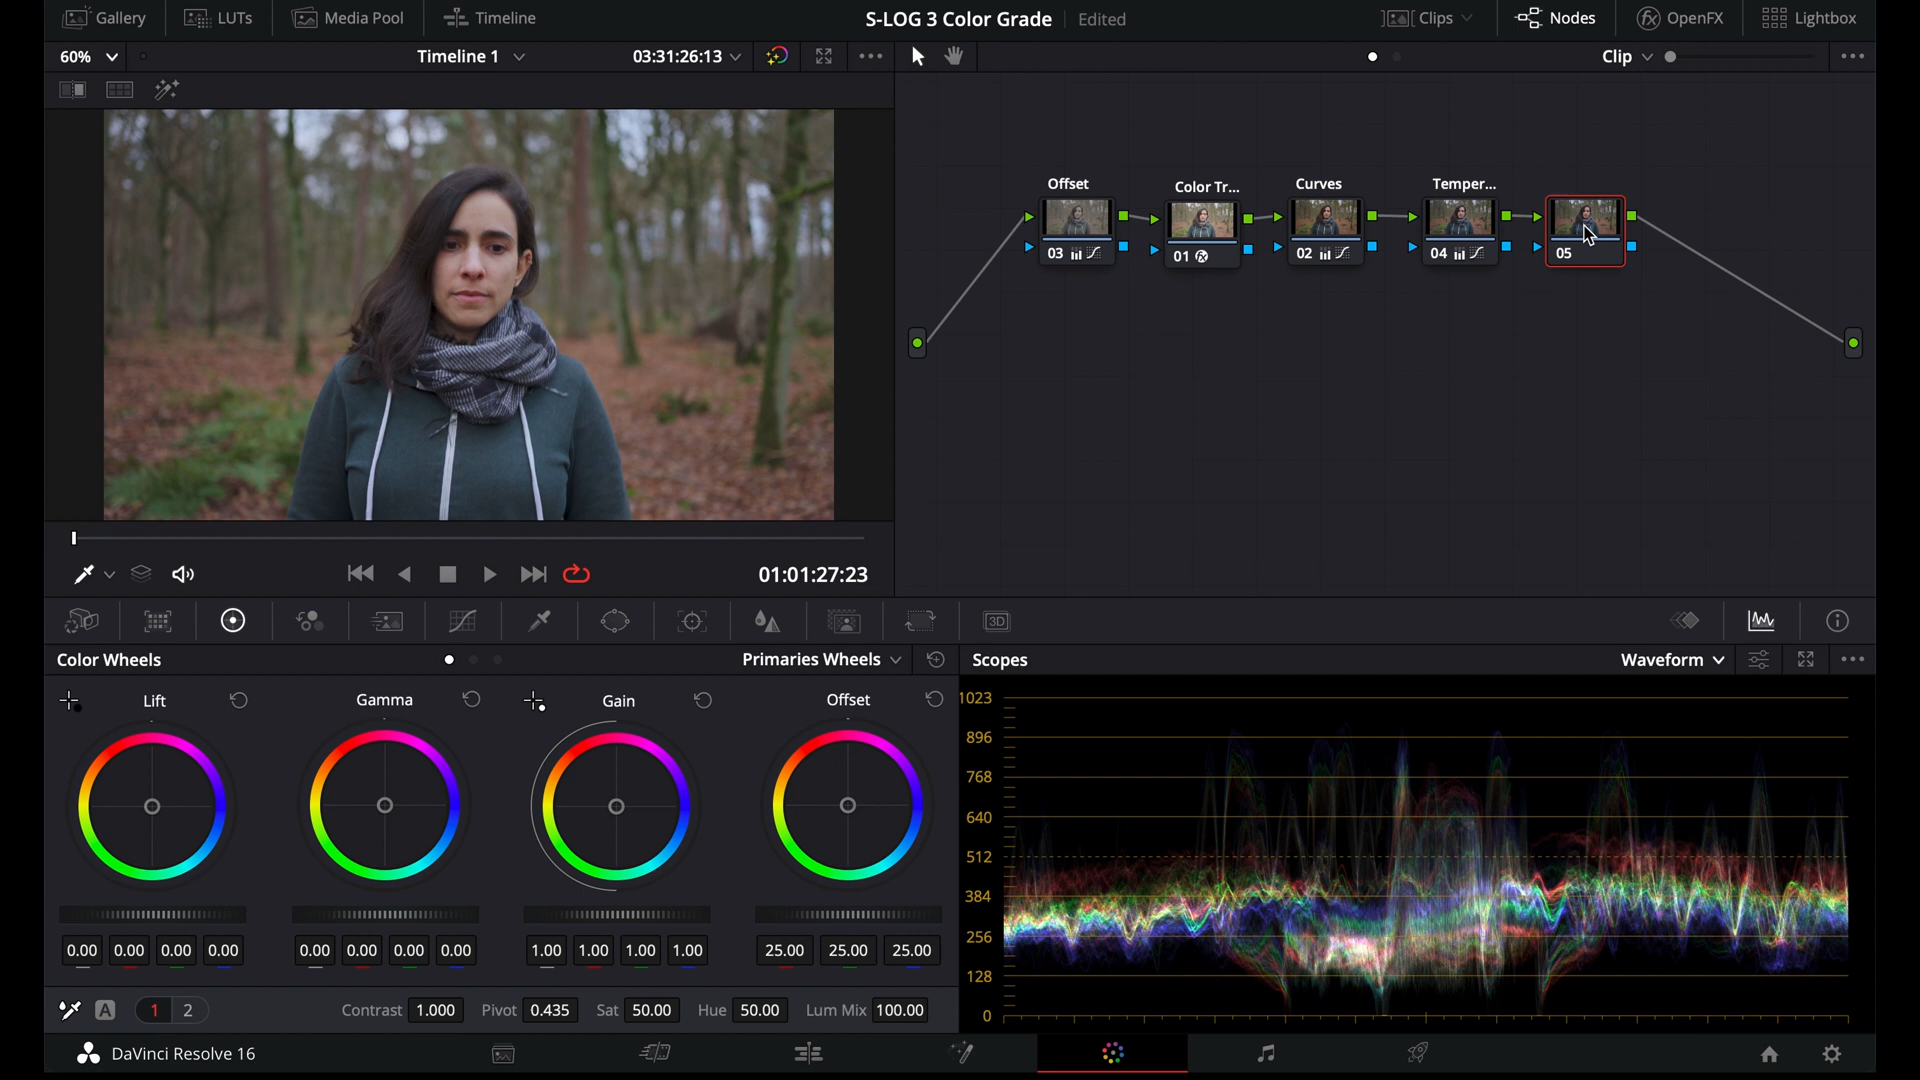 Gallery LUTs Media Pool Timeline S-LOG 3 Color Grade Edited Clips Nodes OpenFX Lightbox
60% Timeline 1 03:31:26:13 Clip
Offset Color Tr... Curves Temper...
03 01 02 04 05
01:01:27:23
3D
Color Wheels Primaries Wheels Scopes Waveform
Lift Gamma Gain Offset
1023
896
768
640
512
384
256
128
0
0.00 0.00 0.00 0.00 0.00 0.00 0.00 0.00 1.00 1.00 1.00 1.00 25.00 25.00 25.00
A 1 2 Contrast 1.000 Pivot 0.435 Sat 50.00 Hue 50.00 Lum Mix 100.00
DaVinci Resolve 16